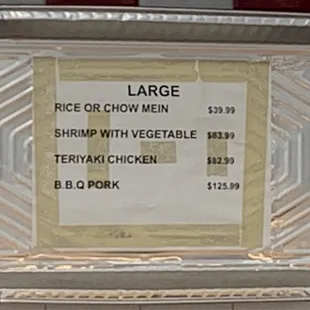 LARGE
RICE OR CHOW MEIN $39.99
SHRIMP WITH VEGETABLE $83.99
TERIYAKI CHICKEN $82.99
B.B.Q PORK $125.99